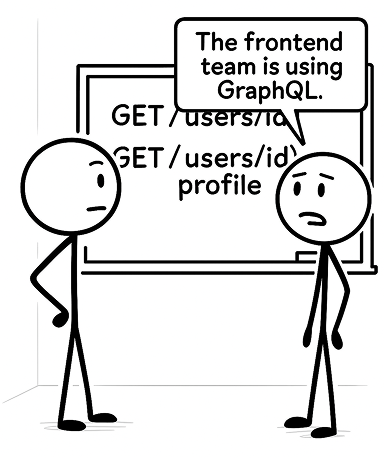 The frontend
team is using
GraphQL.
GET /users/id
GET /users/id)
profile